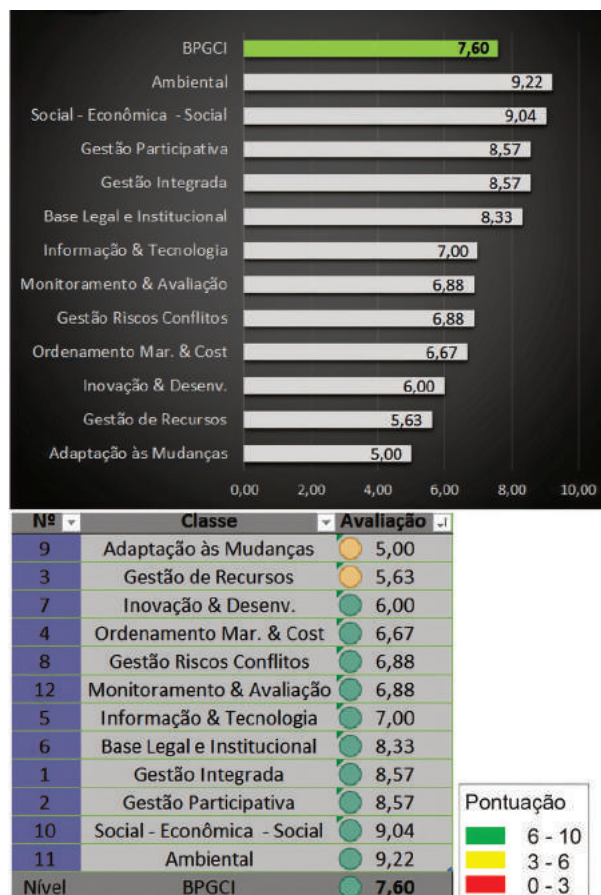 BPGCI 7,60
Ambiental 9,22
Social - Econômica - Social 9,04
Gestão Participativa 8,57
Gestão Integrada 8,57
Base Legal e Institucional 8,33
Informação & Tecnologia 7,00
Monitoramento & Avaliação 6,88
Gestão Riscos Conflitos 6,88
Ordenamento Mar. & Cost 6,67
Inovação & Desenv. 6,00
Gestão de Recursos 5,63
Adaptação às Mudanças 5,00
0,00 2,00 4,00 6,00 8,00 10,00
Nº Classe Avaliação
9 Adaptação às Mudanças 5,00
3 Gestão de Recursos 5,63
7 Inovação & Desenv. 6,00
4 Ordenamento Mar. & Cost 6,67
8 Gestão Riscos Conflitos 6,88
12 Monitoramento & Avaliação 6,88
5 Informação & Tecnologia 7,00
6 Base Legal e Institucional 8,33
1 Gestão Integrada 8,57
2 Gestão Participativa 8,57
10 Social - Econômica - Social 9,04
11 Ambiental 9,22
Nível BPGCI 7,60
Pontuação
6 - 10
3 - 6
0 - 3